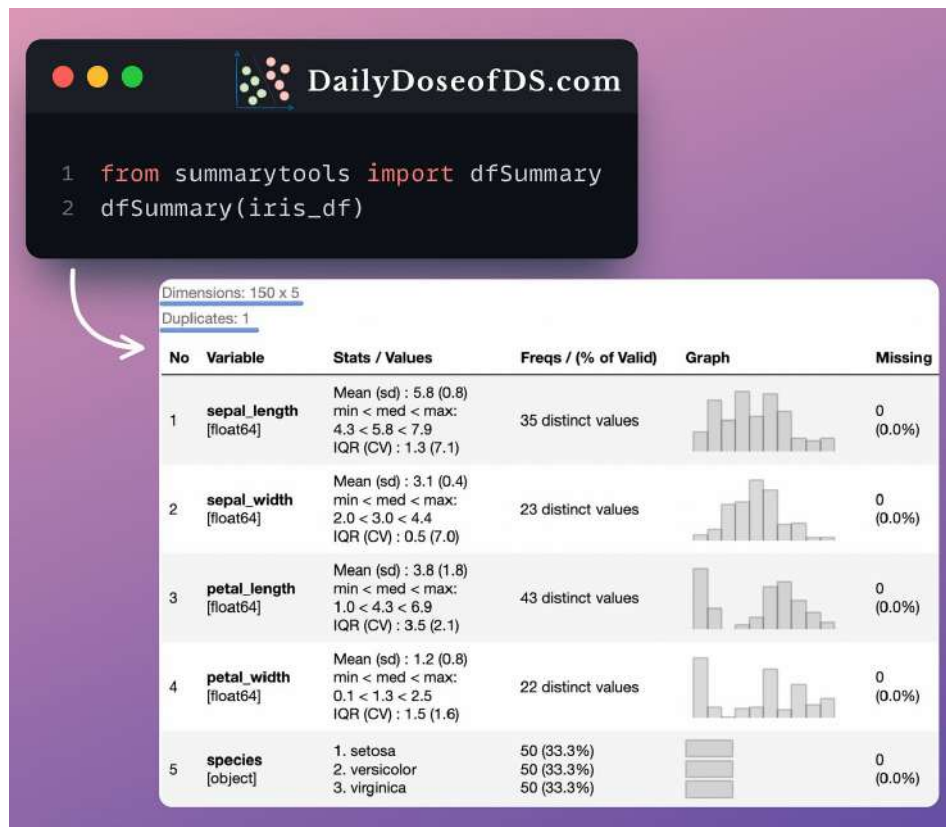 DailyDoseofDS.com
1 from summarytools import dfSummary
2 dfSummary(iris_df)
Dimensions: 150 x 5
Duplicates: 1
No Variable Stats / Values Freqs / (% of Valid) Graph Missing
1 sepal_length [float64] Mean (sd) : 5.8 (0.8)
min < med < max:
4.3 < 5.8 < 7.9
IQR (CV) : 1.3 (7.1)
35 distinct values
0
(0.0%)
2 sepal_width [float64] Mean (sd) : 3.1 (0.4)
min < med < max:
2.0 < 3.0 < 4.4
IQR (CV) : 0.5 (7.0)
23 distinct values
0
(0.0%)
3 petal_length [float64] Mean (sd) : 3.8 (1.8)
min < med < max:
1.0 < 4.3 < 6.9
IQR (CV) : 3.5 (2.1)
43 distinct values
0
(0.0%)
4 petal_width [float64] Mean (sd) : 1.2 (0.8)
min < med < max:
0.1 < 1.3 < 2.5
IQR (CV) : 1.5 (1.6)
22 distinct values
0
(0.0%)
5 species [object] 1. setosa
2. versicolor
3. virginica
50 (33.3%)
50 (33.3%)
50 (33.3%)
0
(0.0%)